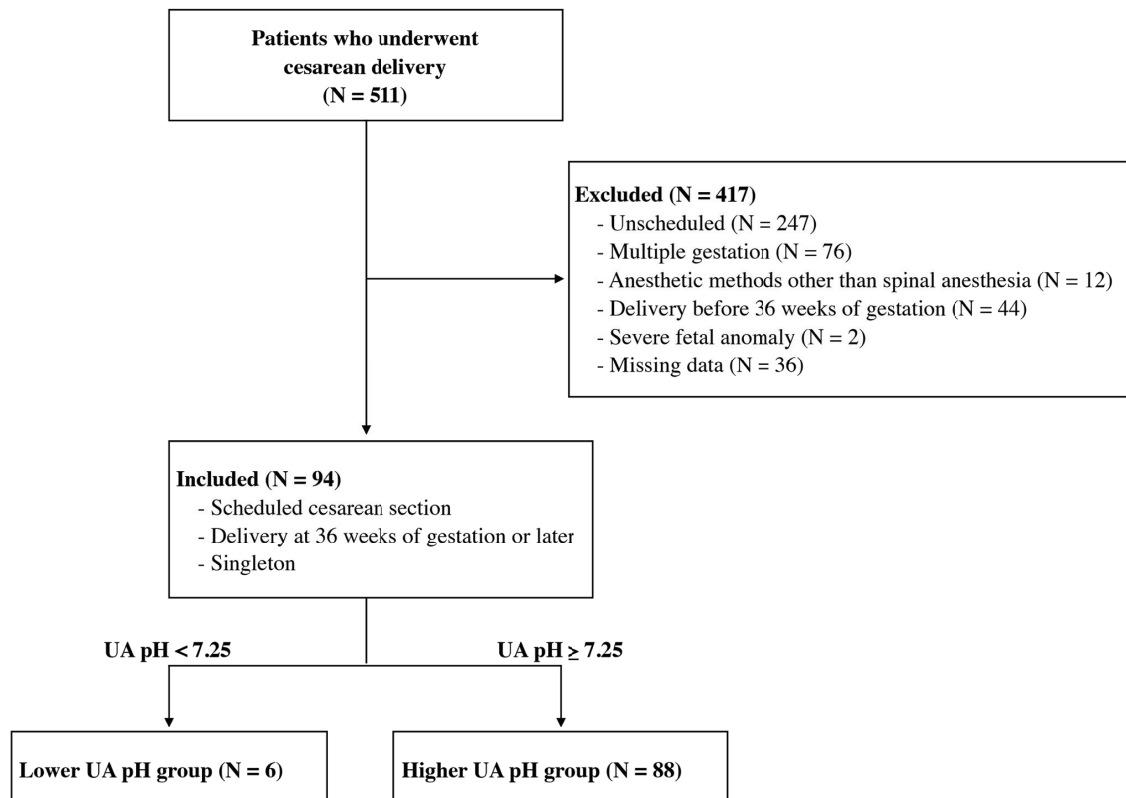 Patients who underwent
cesarean delivery
(N = 511)
Excluded (N = 417)
- Unscheduled (N = 247)
- Multiple gestation (N = 76)
- Anesthetic methods other than spinal anesthesia (N = 12)
- Delivery before 36 weeks of gestation (N = 44)
- Severe fetal anomaly (N = 2)
- Missing data (N = 36)
Included (N = 94)
- Scheduled cesarean section
- Delivery at 36 weeks of gestation or later
- Singleton
UA pH < 7.25
UA pH ≥ 7.25
Lower UA pH group (N = 6)
Higher UA pH group (N = 88)